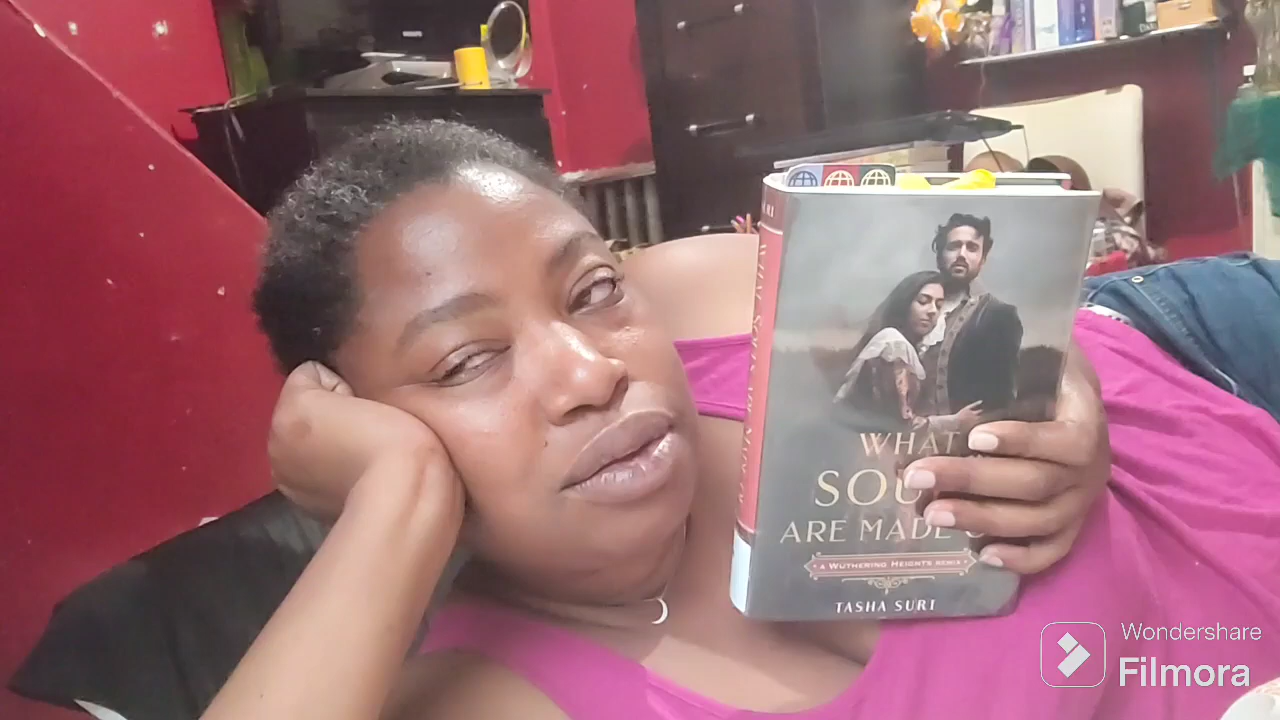 WHAT
SOU
ARE MADE
A WUTHERING HEIGHTS REMIX
TASHA SURI
Wondershare
Filmora